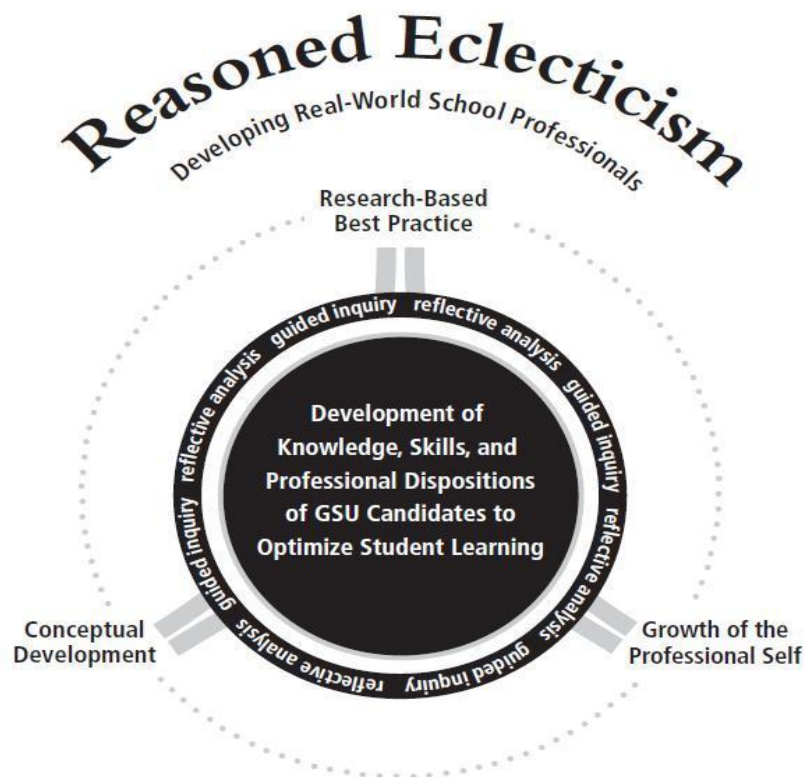 Reasoned Eclecticism
Developing Real-World School Professionals
Research-Based
Best Practice
guided inquiry reflective analysis guided inquiry reflective analysis guided inquiry reflective analysis guided inquiry reflective analysis
Development of
Knowledge, Skills, and
Professional Dispositions
of GSU Candidates to
Optimize Student Learning
Conceptual
Development
Growth of the
Professional Self